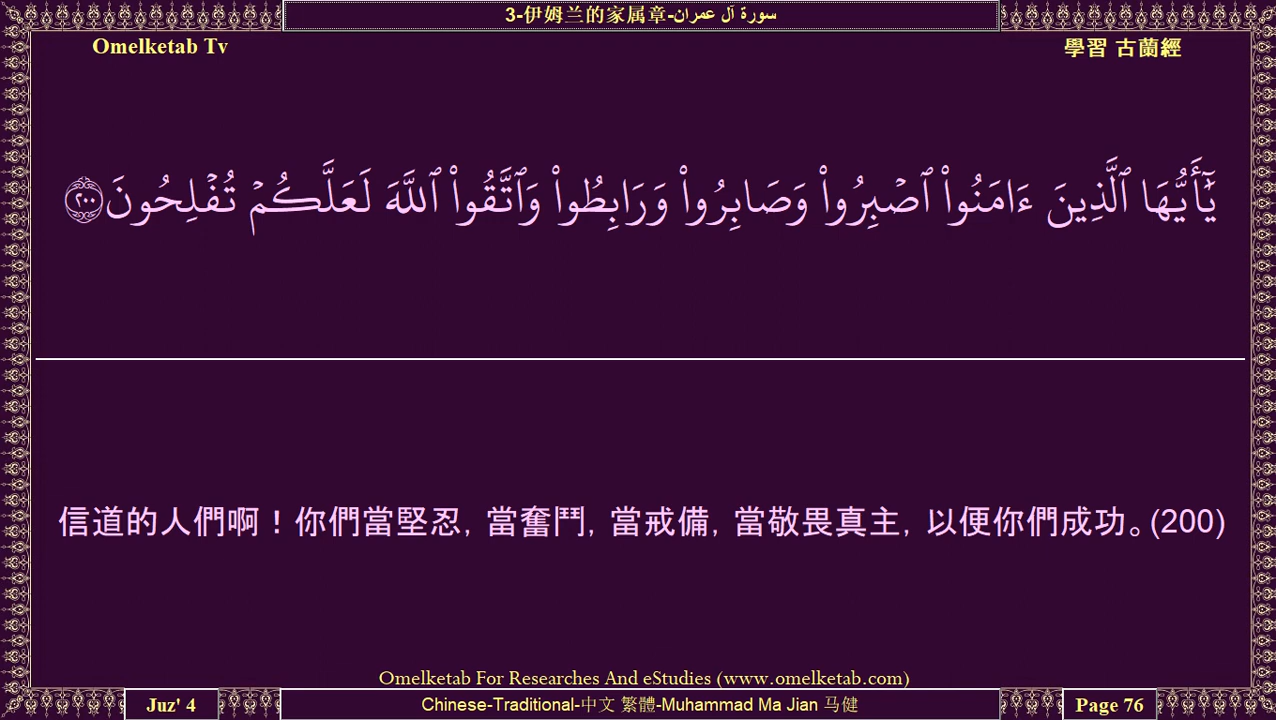 3-伊姆兰的家属章-سورة آل عمران
Omelketab Tv
學習 古蘭經
يَٰٓأَيُّهَا ٱلَّذِينَ ءَامَنُوا۟ ٱصْبِرُوا۟ وَصَابِرُوا۟ وَرَابِطُوا۟ وَٱتَّقُوا۟ ٱللَّهَ لَعَلَّكُمْ تُفْلِحُونَ ٢٠٠
信道的人們啊！你們當堅忍，當奮鬥，當戒備，當敬畏真主，以便你們成功。(200)
Omelketab For Researches And eStudies (www.omelketab.com)
Juz' 4
Chinese-Traditional-中文 繁體-Muhammad Ma Jian 马健
Page 76